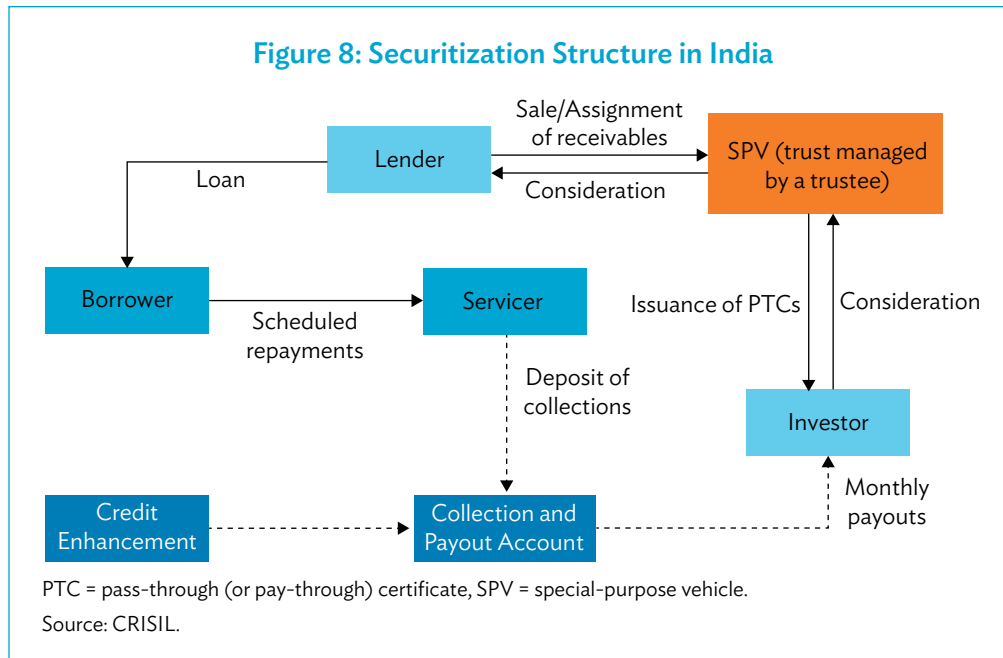 Figure 8: Securitization Structure in India
Sale/Assignment
of receivables
Lender
SPV (trust managed
by a trustee)
Loan
Consideration
Borrower
Servicer
Issuance of PTCs
Consideration
Scheduled
repayments
Deposit of
collections
Investor
Monthly
payouts
Credit
Enhancement
Collection and
Payout Account
PTC = pass-through (or pay-through) certificate, SPV = special-purpose vehicle.
Source: CRISIL.